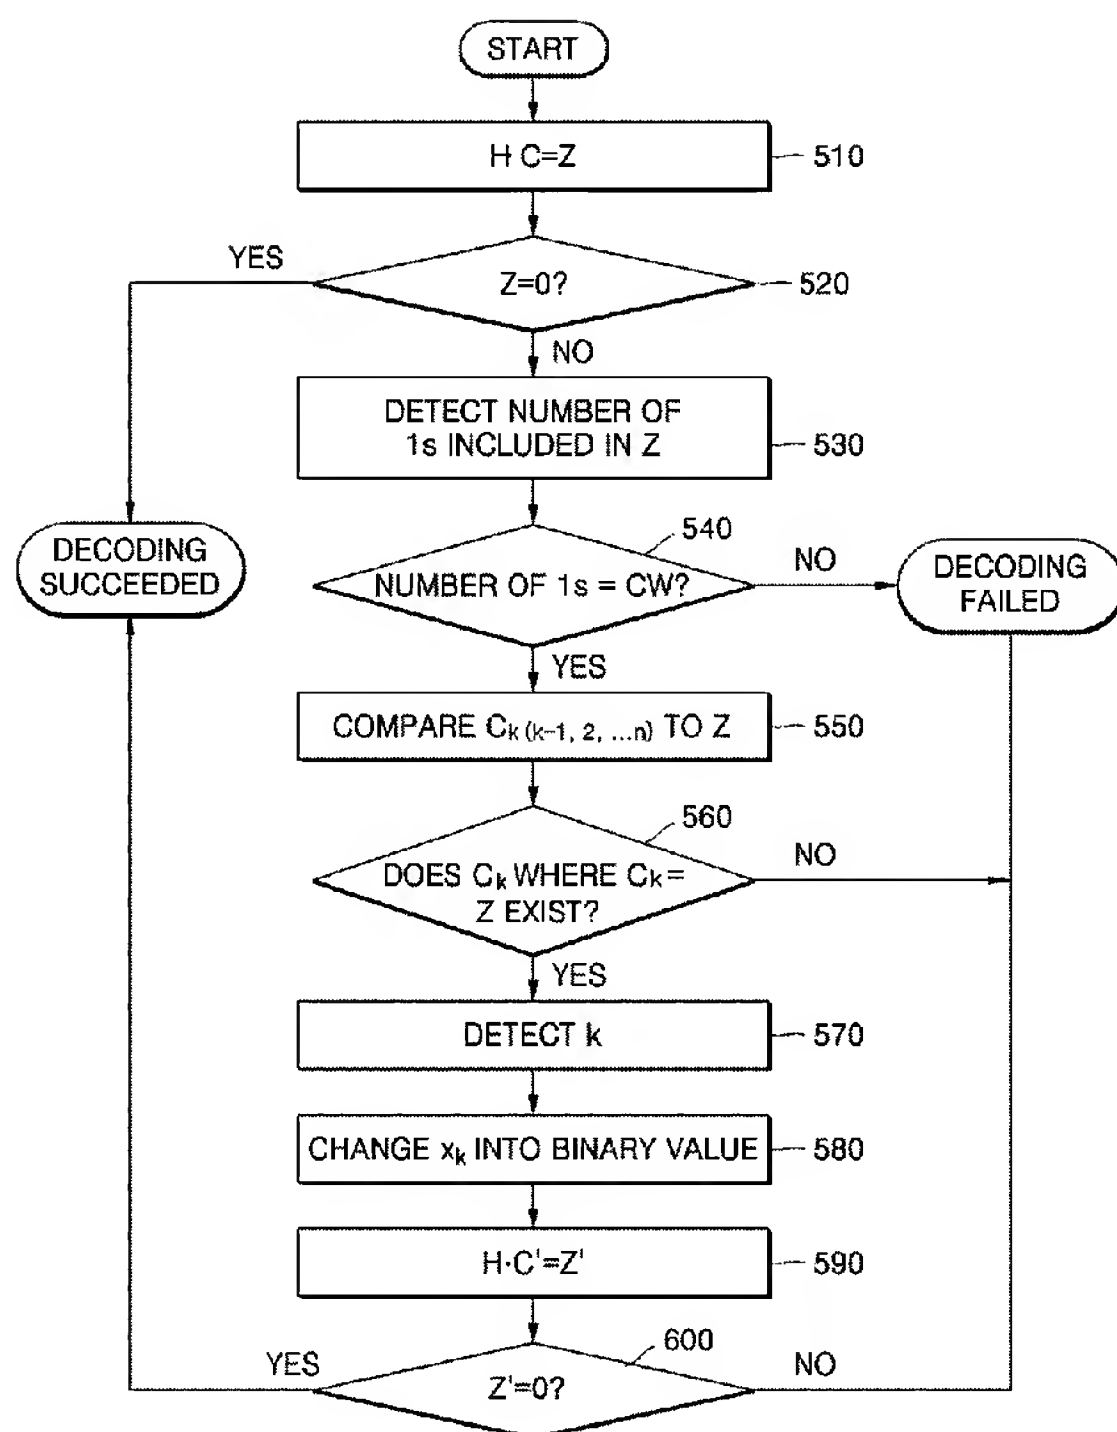 START
H C=Z
510
YES
Z=0?
520
NO
DETECT NUMBER OF
1s INCLUDED IN Z
530
540
DECODING
SUCCEEDED
NUMBER OF 1s = CW?
NO
DECODING
FAILED
YES
COMPARE Ck (k-1, 2, ...n) TO Z
550
560
DOES Ck WHERE Ck =
Z EXIST?
NO
YES
DETECT k
570
CHANGE xk INTO BINARY VALUE
580
H·C'=Z'
590
600
YES
Z'=0?
NO